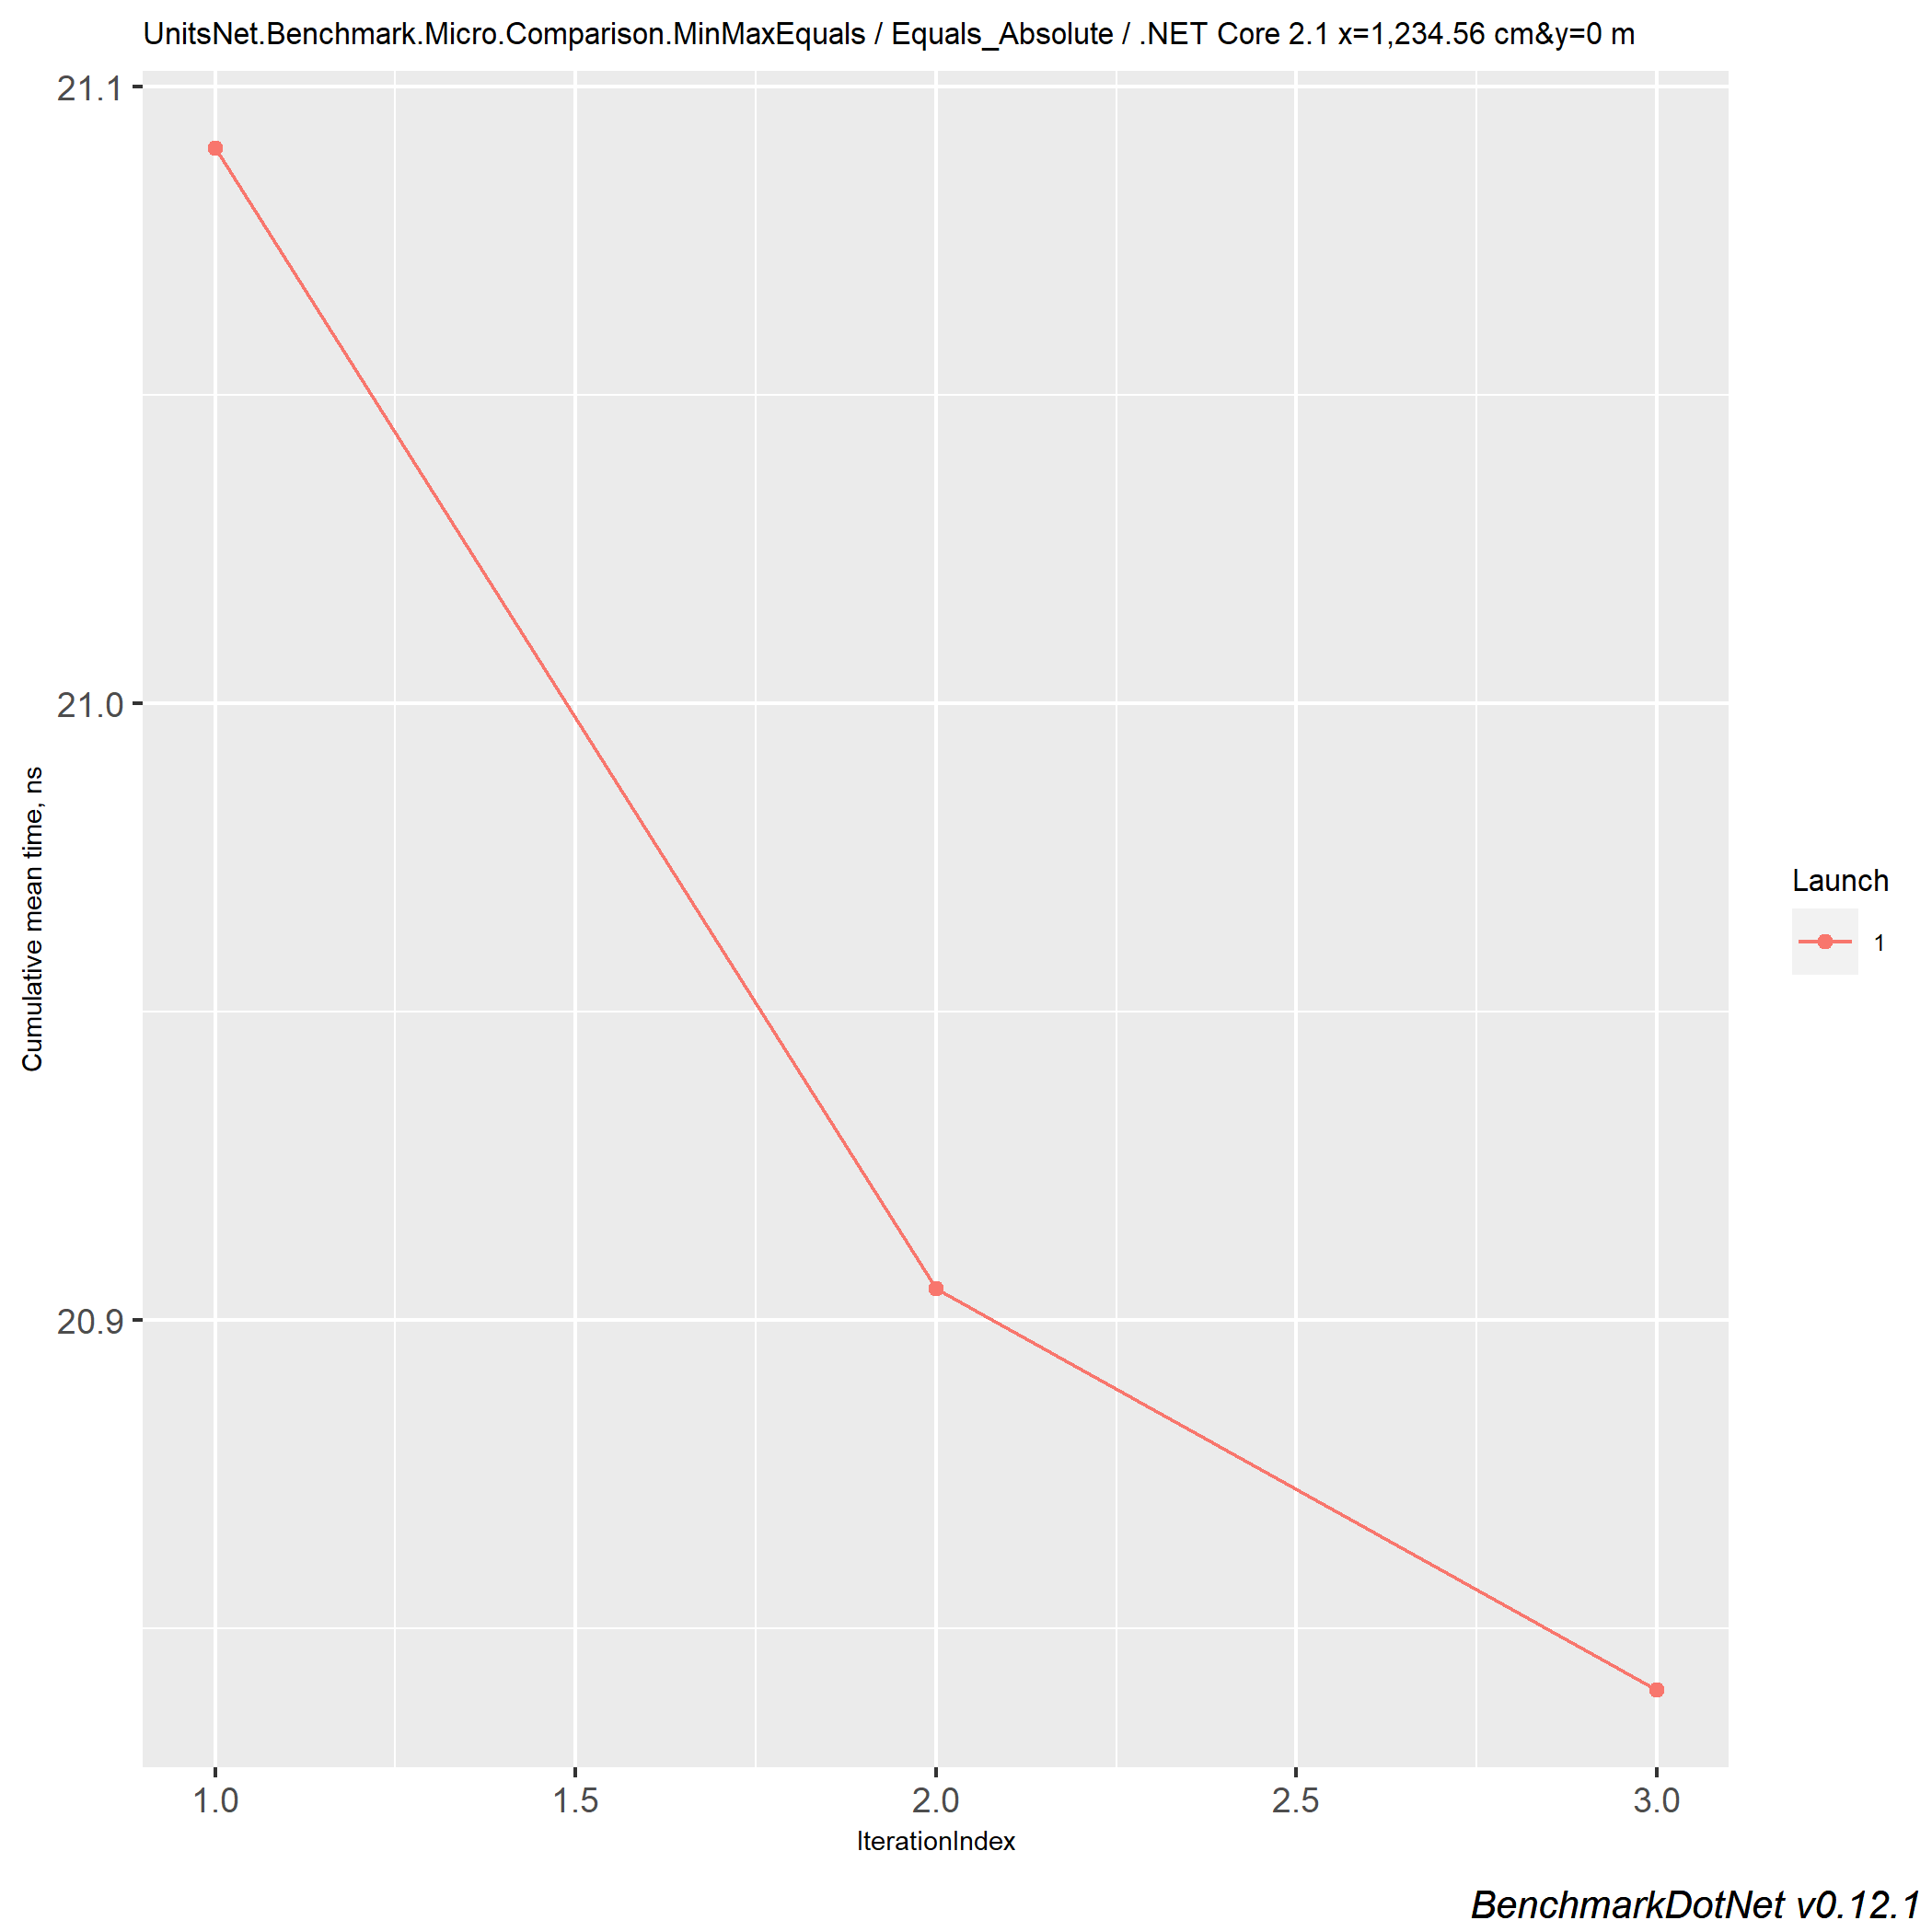 UnitsNet.Benchmark.Micro.Comparison.MinMaxEquals / Equals_Absolute / .NET Core 2.1 x=1,234.56 cm&y=0 m
21.1
21.0
20.9
Cumulative mean time, ns
1.0 1.5 2.0 2.5 3.0
IterationIndex
Launch
1
BenchmarkDotNet v0.12.1